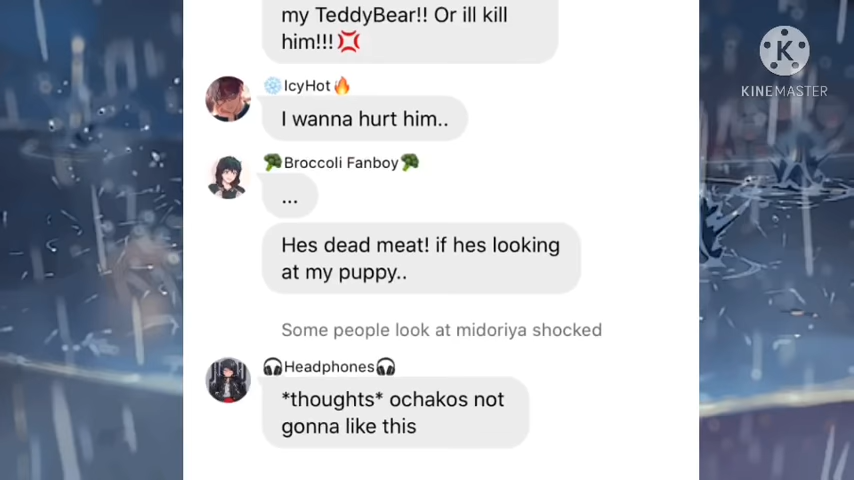 my TeddyBear!! Or ill kill
him!!!💢
KINEMASTER
❄️IcyHot🔥
I wanna hurt him..
🥦Broccoli Fanboy🥦
...
Hes dead meat! if hes looking
at my puppy..
Some people look at midoriya shocked
🎧Headphones🎧
*thoughts* ochakos not
gonna like this